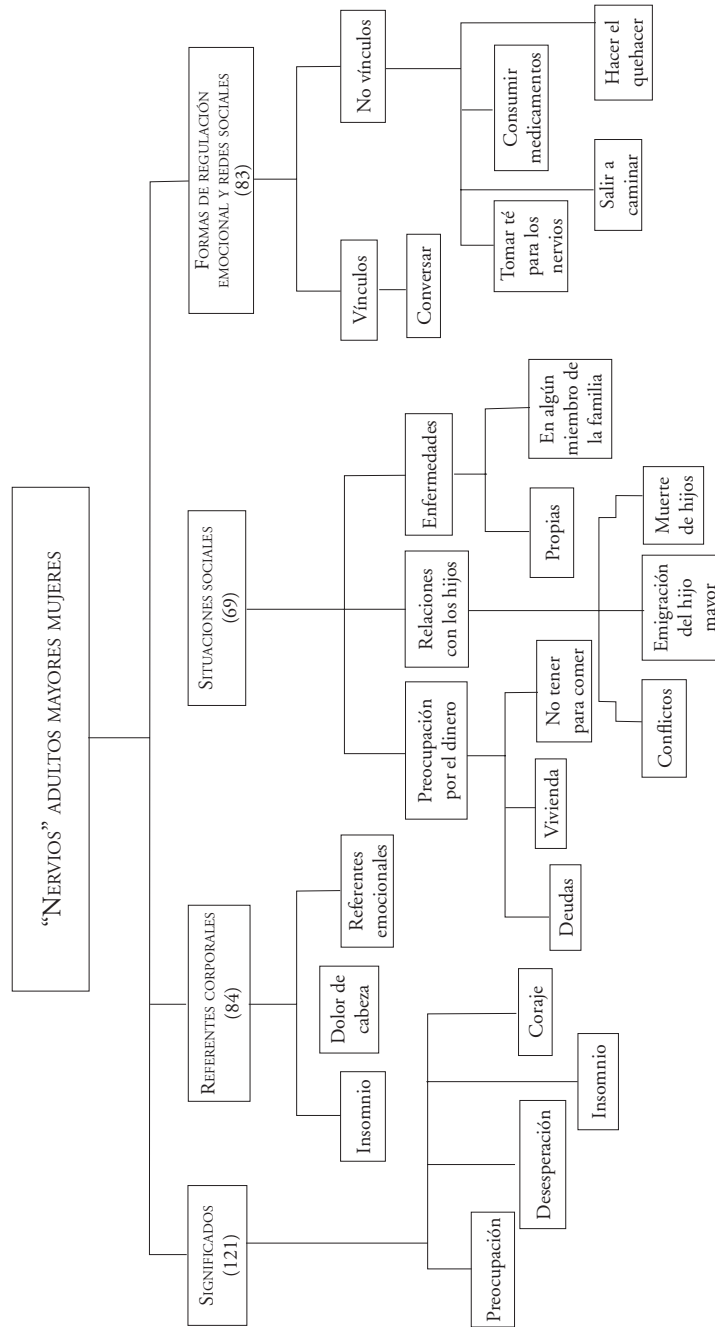 “NERVIOS” ADULTOS MAYORES MUJERES
SIGNIFICADOS
(121)
Preocupación
Desesperación
Insomnio
Coraje
REFERENTES CORPORALES
(84)
Insomnio
Dolor de
cabeza
Referentes
emocionales
SITUACIONES SOCIALES
(69)
Preocupación
por el dinero
Deudas
Vivienda
No tener
para comer
Relaciones
con los hijos
Conflictos
Emigración
del hijo
mayor
Muerte
de hijos
Enfermedades
Propias
En algún
miembro de
la familia
FORMAS DE REGULACIÓN
EMOCIONAL Y REDES SOCIALES
(83)
Vínculos
Conversar
No vínculos
Tomar té
para los
nervios
Salir a
caminar
Consumir
medicamentos
Hacer el
quehacer